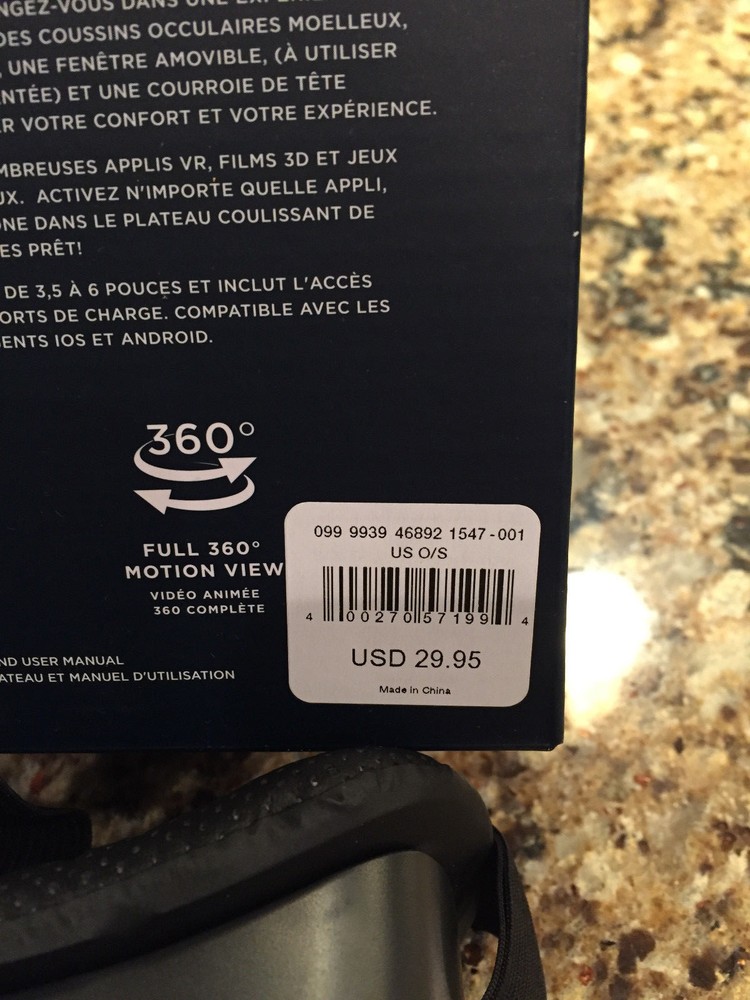 DES COUSSINS OCCULAIRES MOELLEUX,
, UNE FENÊTRE AMOVIBLE, (À UTILISER
ET UNE COURROIE DE TÊTE
VOTRE CONFORT ET VOTRE EXPÉRIENCE.
MBREUSES APPLIS VR, FILMS 3D ET JEUX
UX. ACTIVEZ N'IMPORTE QUELLE APPLI,
ONE DANS LE PLATEAU COULISSANT DE
ES PRÊT!
DE 3,5 À 6 POUCES ET INCLUT L'ACCÈS
ORTS DE CHARGE. COMPATIBLE AVEC LES
ENTS IOS ET ANDROID.
360°
FULL 360°
MOTION VIEW
VIDÉO ANIMÉE
360 COMPLÈTE
ND USER MANUAL
ATEAU ET MANUEL D'UTILISATION
099 9939 46892 1547-001
US O/S
4 00270 57199 4
USD 29.95
Made in China